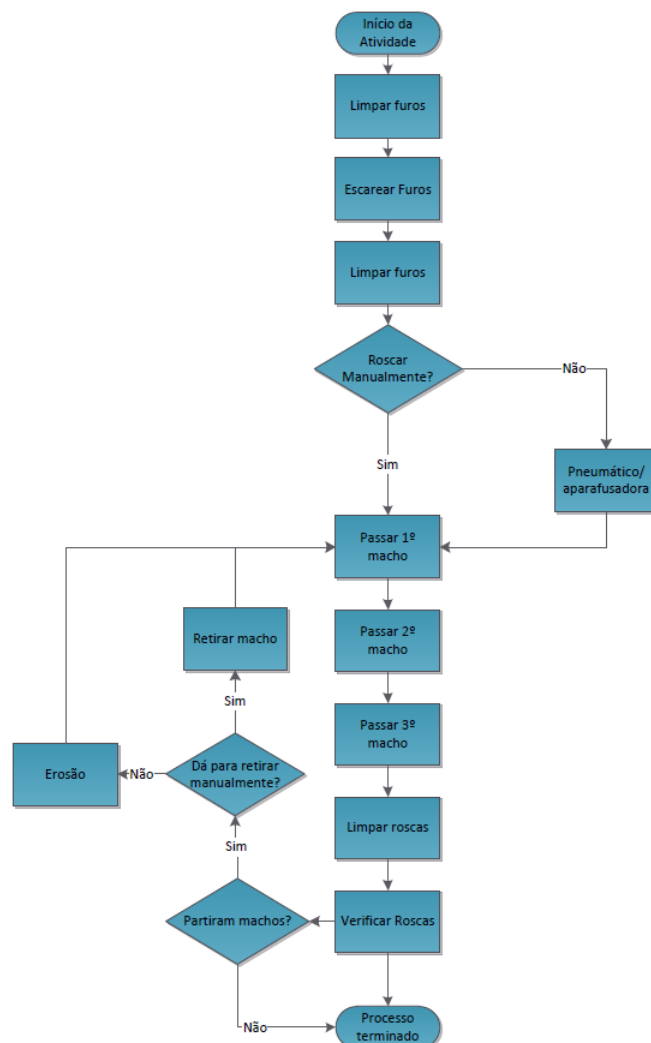 Início da
Atividade
Limpar furos
Escarear Furos
Limpar furos
Roscar
Manualmente?
Não
Sim
Pneumático/
aparafusadora
Passar 1º
macho
Retirar macho
Passar 2º
macho
Sim
Passar 3º
macho
Dá para retirar
manualmente?
Não
Erosão
Limpar roscas
Sim
Partiram machos?
Verificar Roscas
Não
Processo
terminado